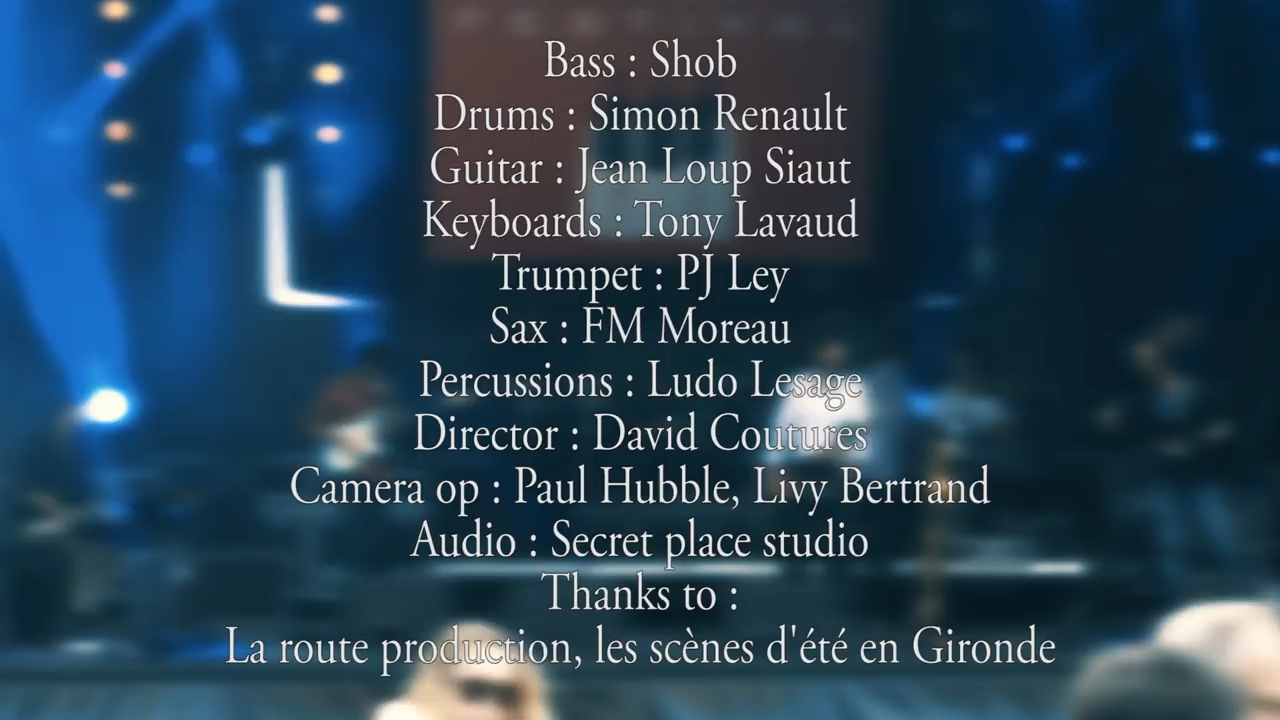 Bass : Shob
Drums : Simon Renault
Guitar : Jean Loup Siaut
Keyboards : Tony Lavaud
Trumpet : PJ Ley
Sax : FM Moreau
Percussions : Ludo Lesage
Director : David Coutures
Camera op : Paul Hubble, Livy Bertrand
Audio : Secret place studio
Thanks to :
La route production, les scènes d'été en Gironde